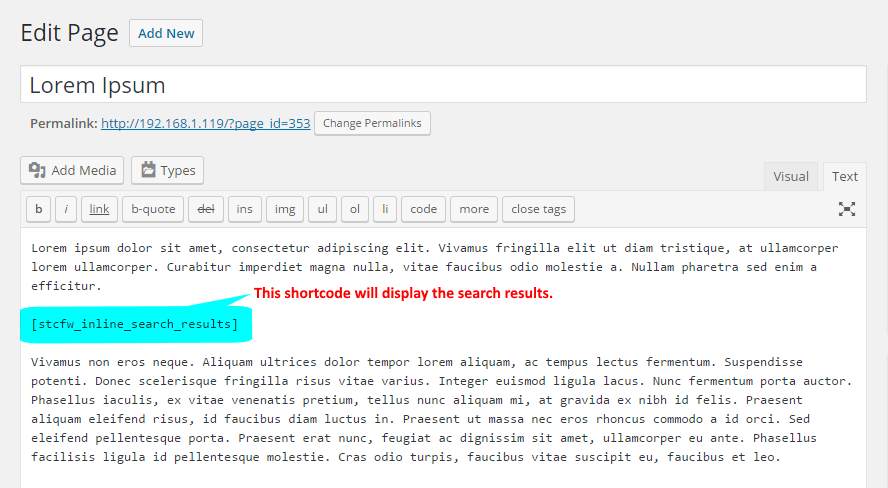 Edit Page Add New
Lorem Ipsum
Permalink: http://192.168.1.119/?page_id=353 Change Permalinks
Add Media Types Visual Text
b i link b-quote del ins img ul ol li code more close tags
Lorem ipsum dolor sit amet, consectetur adipiscing elit. Vivamus fringilla elit ut diam tristique, at ullamcorper
lorem ullamcorper. Curabitur imperdiet magna nulla, vitae faucibus odio molestie a. Nullam pharetra sed enim a
efficitur.
This shortcode will display the search results.
[stcfw_inline_search_results]
Vivamus non eros neque. Aliquam ultrices dolor tempor lorem aliquam, ac tempus lectus fermentum. Suspendisse
potenti. Donec scelerisque fringilla risus vitae varius. Integer euismod ligula lacus. Nunc fermentum porta auctor.
Phasellus iaculis, ex vitae venenatis pretium, tellus nunc aliquam mi, at gravida ex nibh id felis. Praesent
aliquam eleifend risus, id faucibus diam luctus in. Praesent ut massa nec eros rhoncus commodo a id orci. Sed
eleifend pellentesque porta. Praesent erat nunc, feugiat ac dignissim sit amet, ullamcorper eu ante. Phasellus
facilisis ligula id pellentesque molestie. Cras odio turpis, faucibus vitae suscipit eu, faucibus et leo.